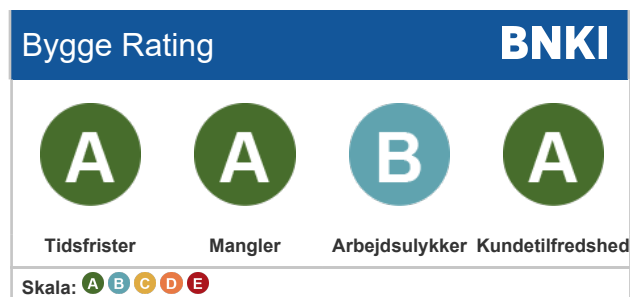 Bygge Rating BNKI
A A B A
Tidsfrister Mangler Arbejdsulykker Kundetilfredshed
Skala: A B C D E